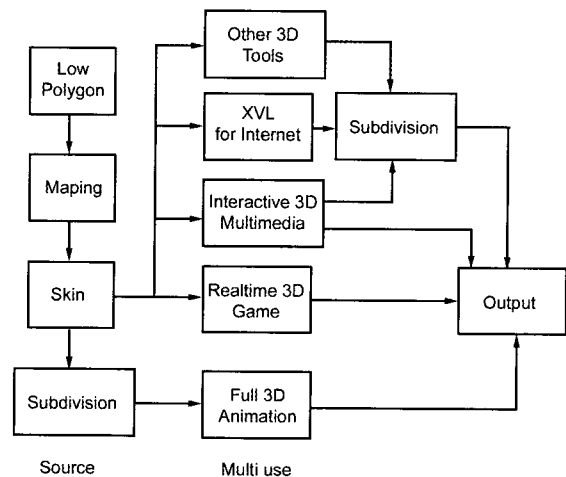 Low
Polygon
Maping
Skin
Subdivision
Source
Other 3D
Tools
XVL
for Internet
Interactive 3D
Multimedia
Realtime 3D
Game
Full 3D
Animation
Multi use
Subdivision
Output